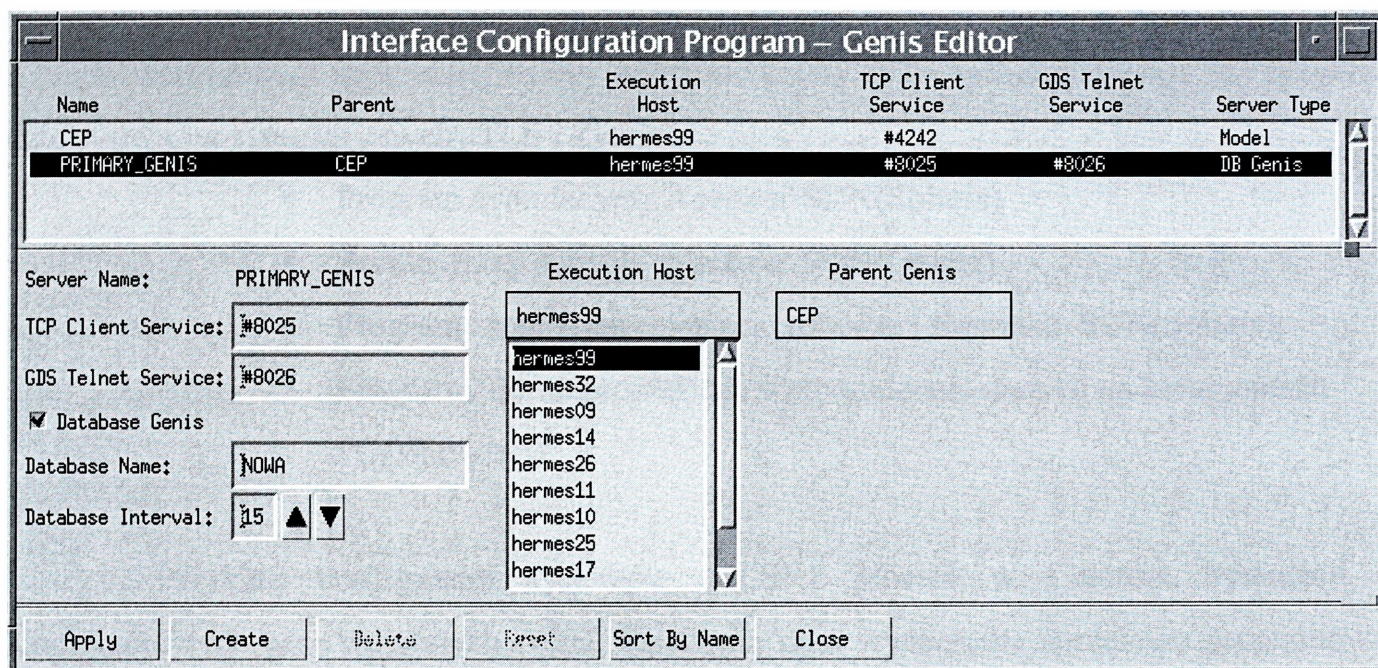 Interface Configuration Program – Genis Editor
Name Parent Execution Host TCP Client Service GDS Telnet Service Server Type
CEP hermes99 #4242 Model
PRIMARY_GENIS CEP hermes99 #8025 #8026 DB Genis
Server Name: PRIMARY_GENIS
TCP Client Service: #8025
GDS Telnet Service: #8026
Database Genis
Database Name: NOWA
Database Interval: 15
Execution Host
hermes99
hermes99
hermes32
hermes09
hermes14
hermes26
hermes11
hermes10
hermes25
hermes17
Parent Genis
CEP
Apply Create Delete Reset Sort By Name Close